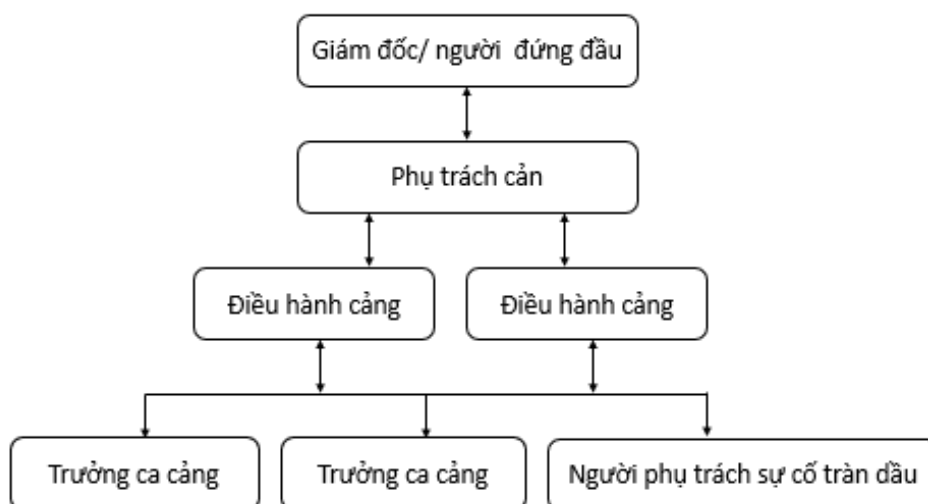 Giám đốc/ người đứng đầu
Phụ trách cản
Điều hành cảng
Điều hành cảng
Trưởng ca cảng
Trưởng ca cảng
Người phụ trách sự cố tràn dầu